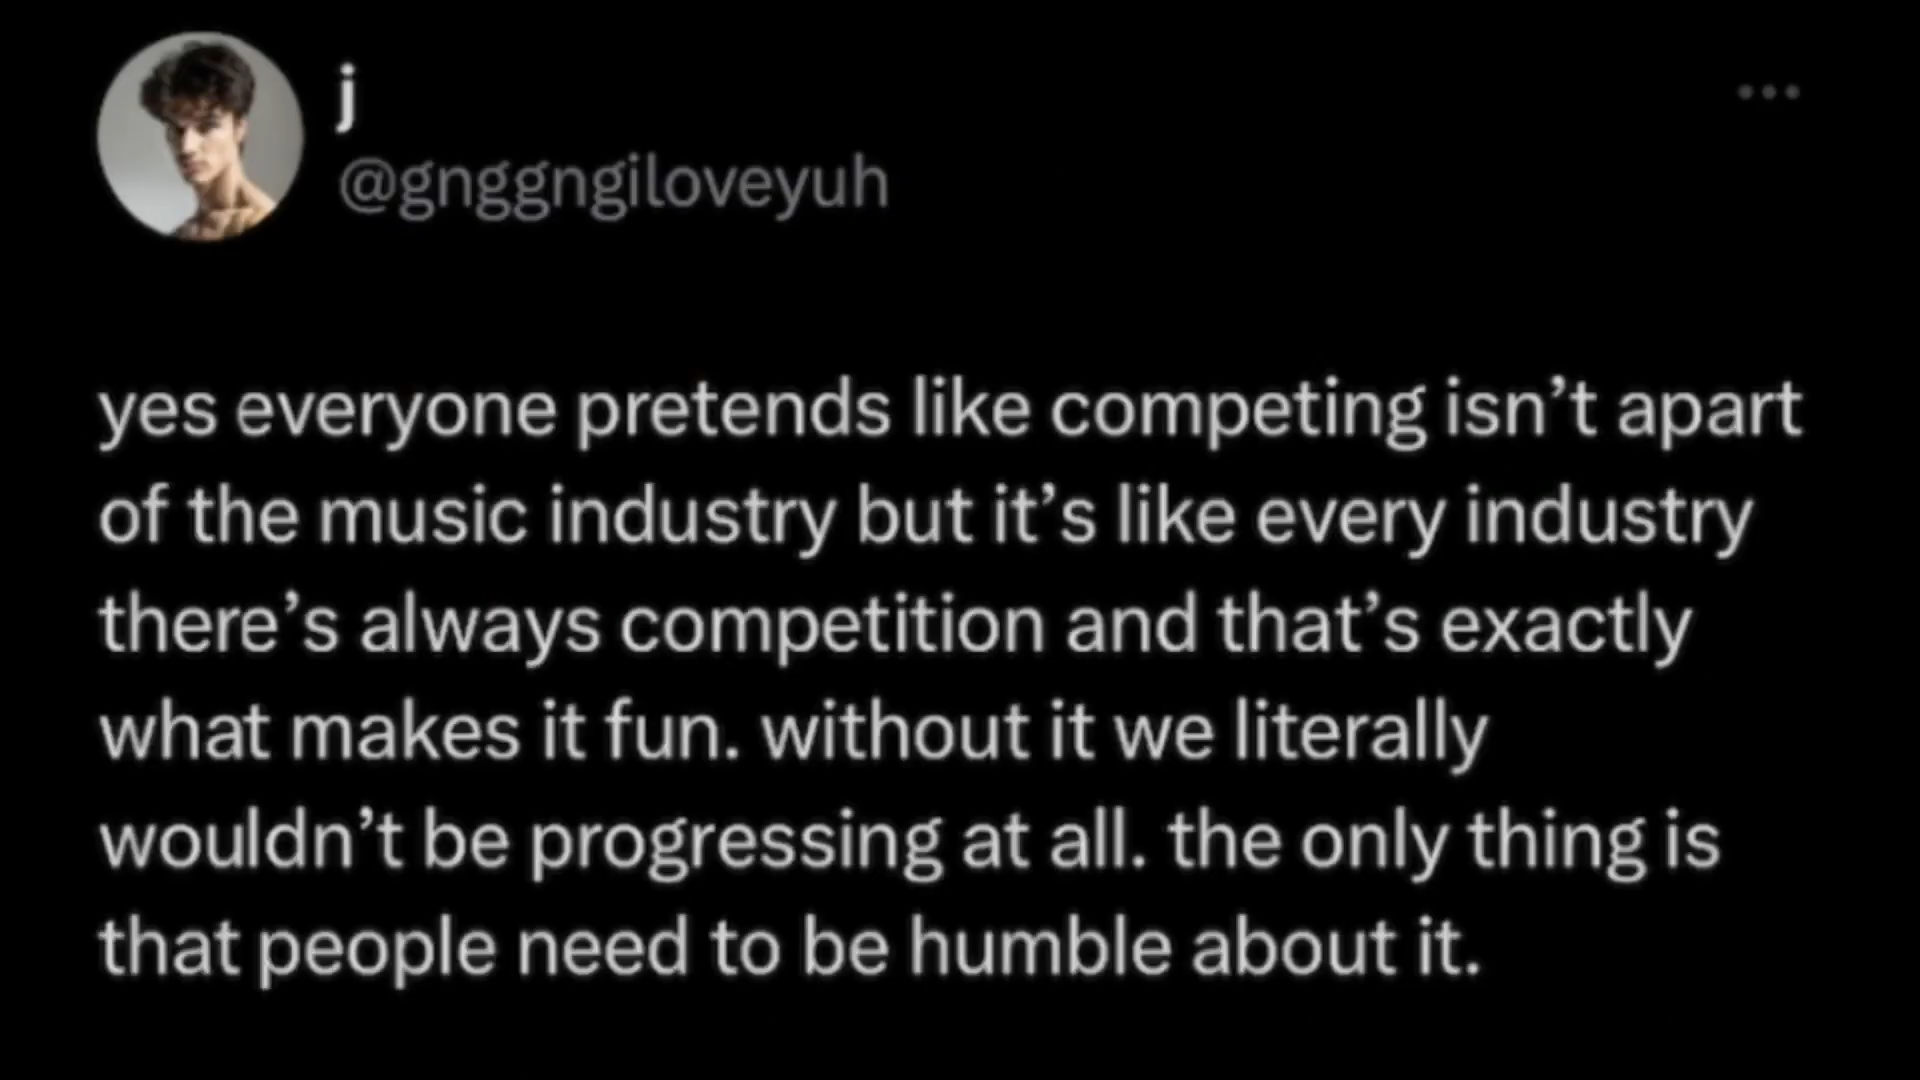 j
@gnggngiloveyuh
yes everyone pretends like competing isn’t apart
of the music industry but it’s like every industry
there’s always competition and that’s exactly
what makes it fun. without it we literally
wouldn’t be progressing at all. the only thing is
that people need to be humble about it.